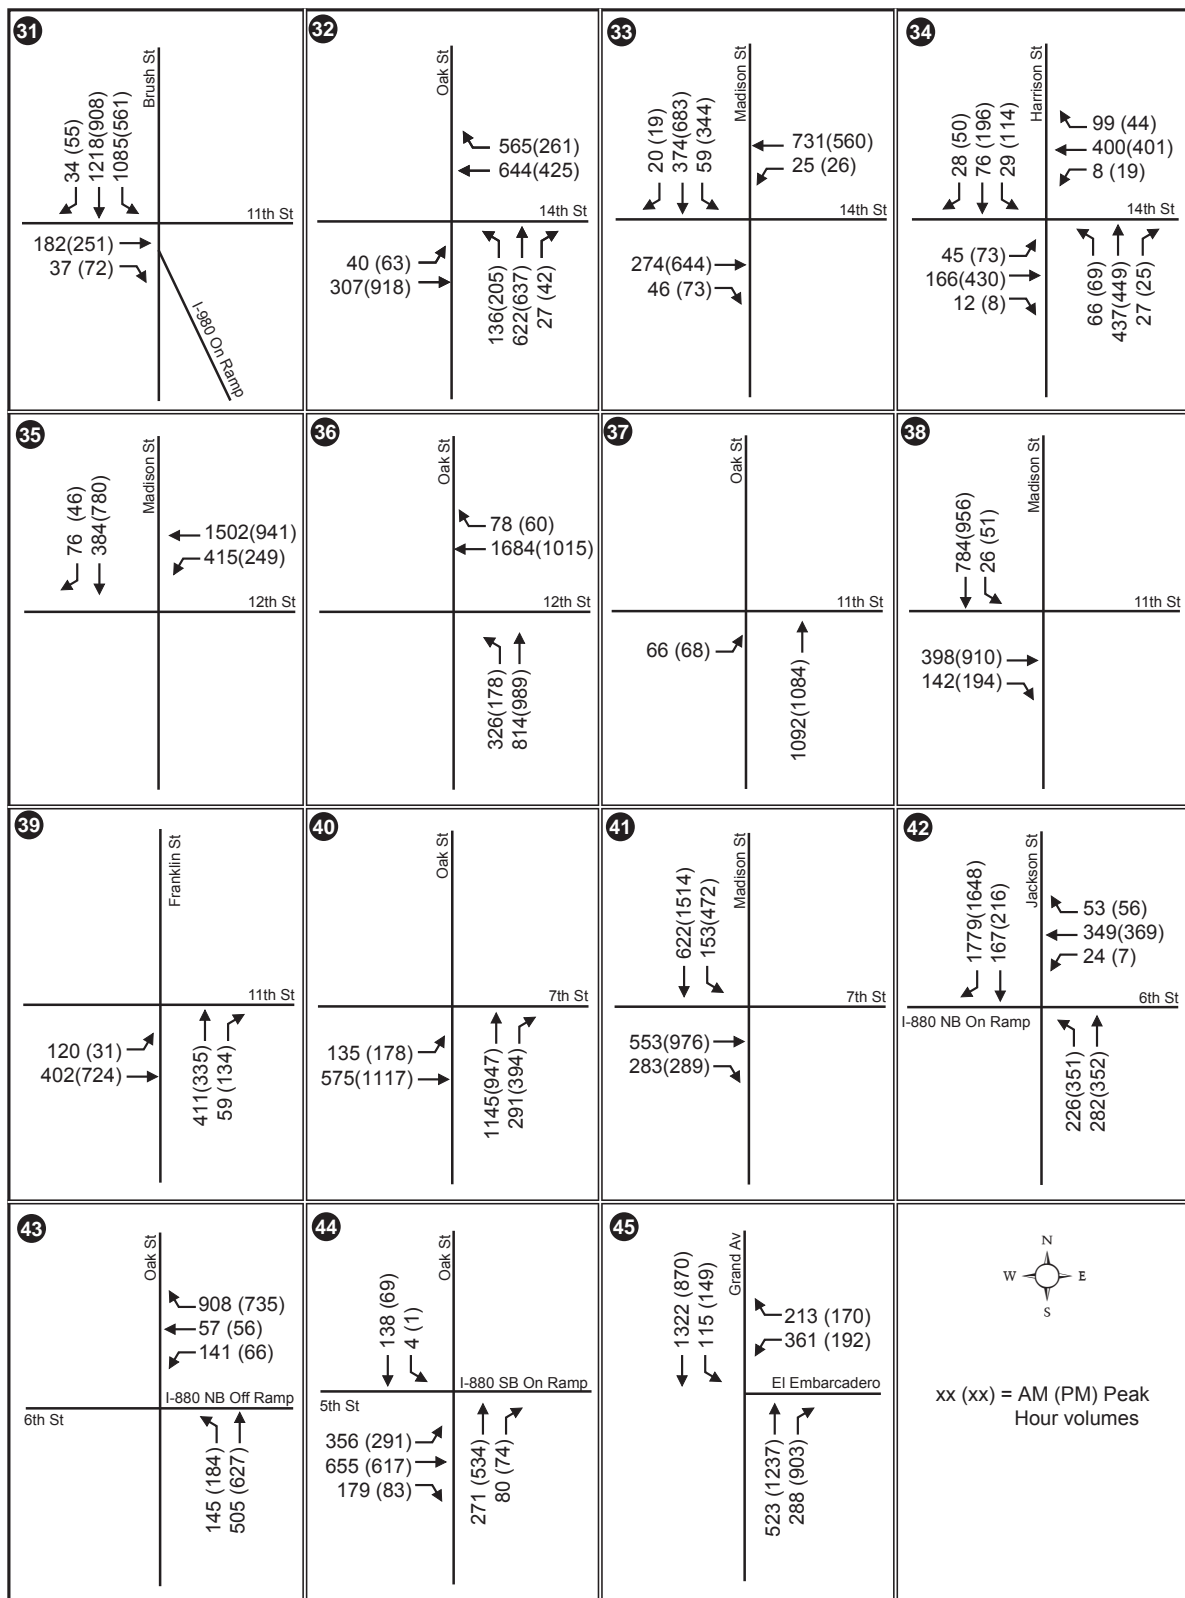 31
Brush St
34 (55)
1218(908)
1085(561)
11th St
182(251)
37 (72)
I-980 On Ramp
32
Oak St
565(261)
644(425)
14th St
40 (63)
307(918)
136(205)
622(637)
27 (42)
33
Madison St
20 (19)
374(683)
59 (344)
731(560)
25 (26)
14th St
274(644)
46 (73)
34
Harrison St
28 (50)
76 (196)
29 (114)
99 (44)
400(401)
8 (19)
14th St
45 (73)
166(430)
12 (8)
66 (69)
437(449)
27 (25)
35
Madison St
76 (46)
384(780)
1502(941)
415(249)
12th St
36
Oak St
78 (60)
1684(1015)
12th St
326(178)
814(989)
37
Oak St
11th St
66 (68)
1092(1084)
38
Madison St
784(956)
26 (51)
11th St
398(910)
142(194)
39
Franklin St
11th St
120 (31)
402(724)
411(335)
59 (134)
40
Oak St
7th St
135 (178)
575(1117)
1145(947)
291(394)
41
Madison St
622(1514)
153(472)
7th St
553(976)
283(289)
42
Jackson St
1779(1648)
167(216)
53 (56)
349(369)
24 (7)
6th St
I-880 NB On Ramp
226(351)
282(352)
43
Oak St
908 (735)
57 (56)
141 (66)
I-880 NB Off Ramp
6th St
145 (184)
505 (627)
44
Oak St
138 (69)
4 (1)
I-880 SB On Ramp
5th St
356 (291)
655 (617)
179 (83)
271 (534)
80 (74)
45
Grand Av
1322 (870)
115 (149)
213 (170)
361 (192)
El Embarcadero
523 (1237)
288 (903)
N
W
E
S
xx (xx) = AM (PM) Peak
Hour volumes